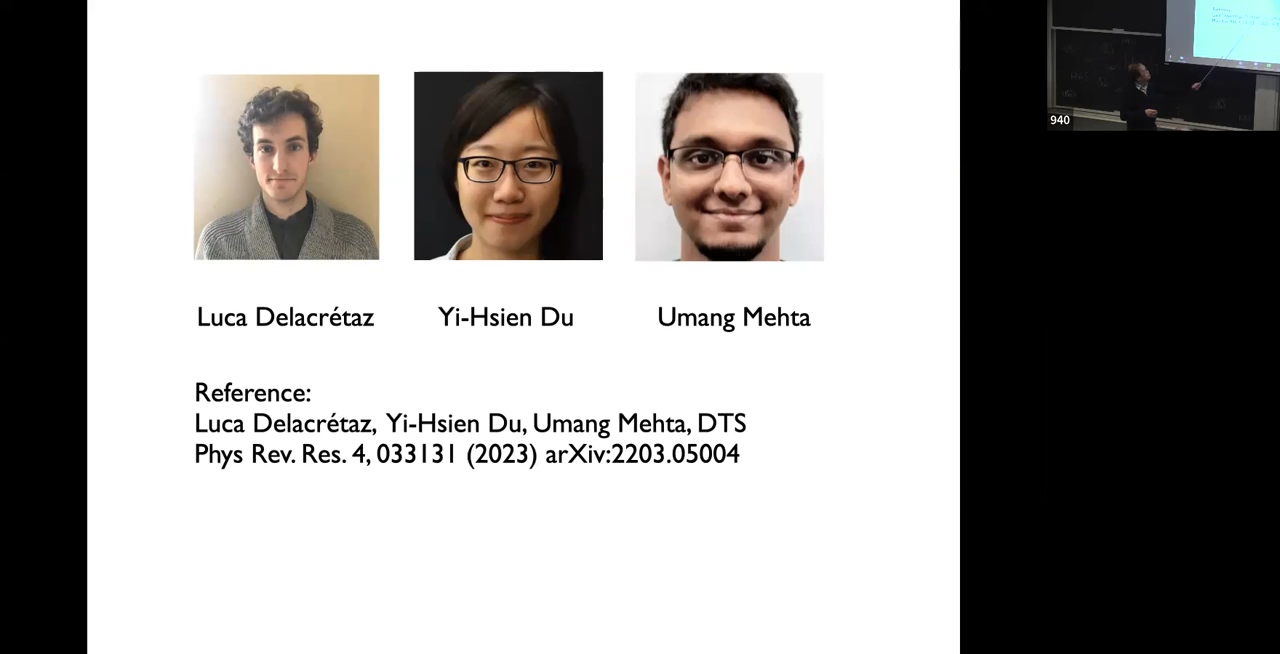 Luca Delacrétaz
Yi-Hsien Du
Umang Mehta
Reference:
Luca Delacrétaz, Yi-Hsien Du, Umang Mehta, DTS
Phys Rev. Res. 4, 033131 (2023) arXiv:2203.05004
940